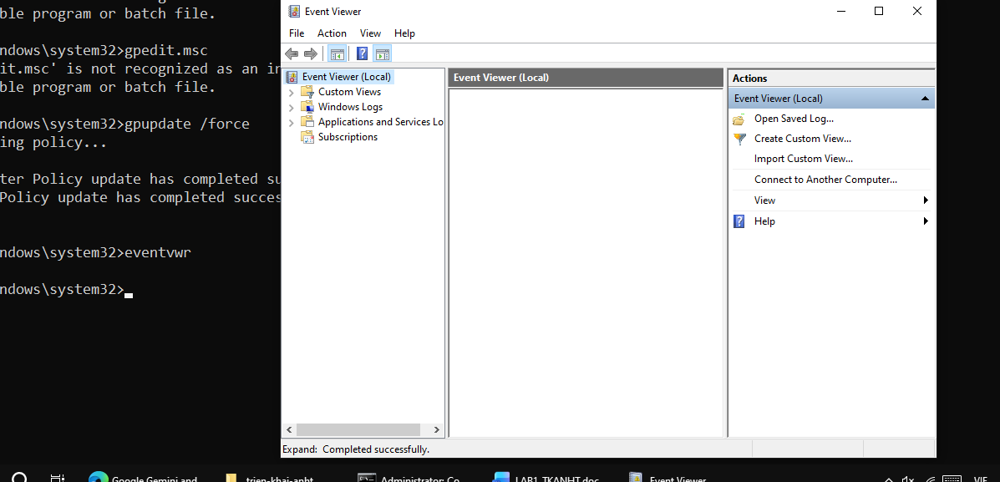 ble program or batch file.
ndows\system32>gpedit.msc
it.msc' is not recognized as an in
ble program or batch file.
ndows\system32>gpupdate /force
ing policy...
ter Policy update has completed su
Policy update has completed succes
ndows\system32>eventvwr
ndows\system32>
Event Viewer
File Action View Help
Event Viewer (Local)
Custom Views
Windows Logs
Applications and Services Lo
Subscriptions
Event Viewer (Local)
Actions
Event Viewer (Local)
Open Saved Log...
Create Custom View...
Import Custom View...
Connect to Another Computer...
View
Help
Expand: Completed successfully.
Google Gemini and
trien-khai-anht
Administrator: Co
LAB1_TKANHT.doc
Event Viewer
VIE